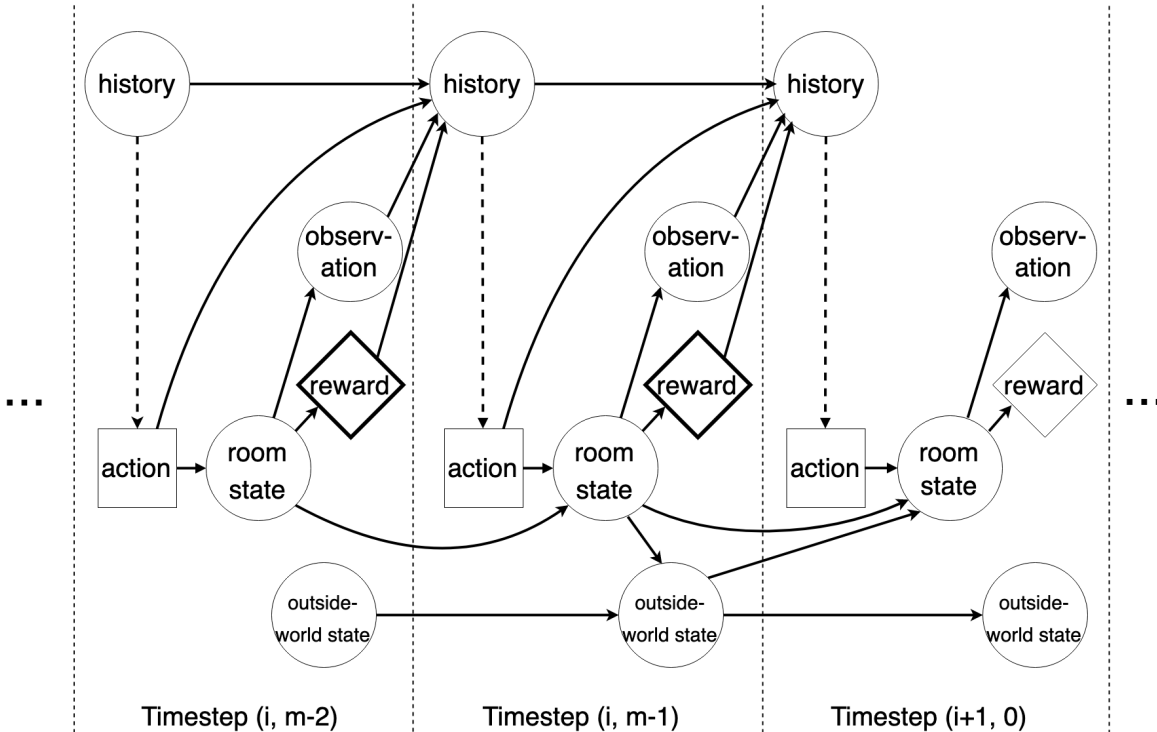 history
history
history
observ-
ation
observ-
ation
observ-
ation
reward
reward
reward
...
...
action
room
state
action
room
state
action
room
state
outside-
world state
outside-
world state
outside-
world state
Timestep (i, m-2)
Timestep (i, m-1)
Timestep (i+1, 0)